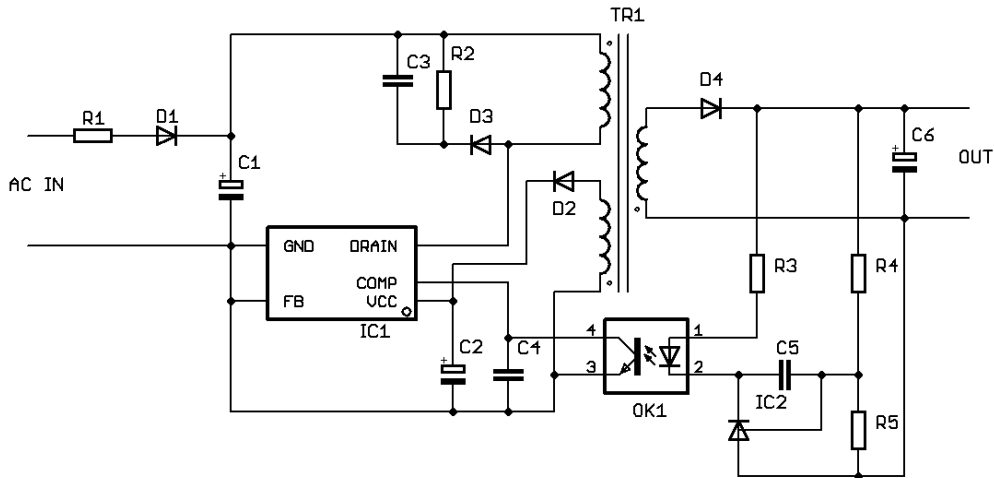 TR1
R2
C3
D4
R1
D1
D3
C6
C1
OUT
AC IN
D2
GND
DRAIN
R3
R4
COMP
FB
VCC
IC1
4
1
C2
C4
C5
3
2
IC2
OK1
R5
+
+
+